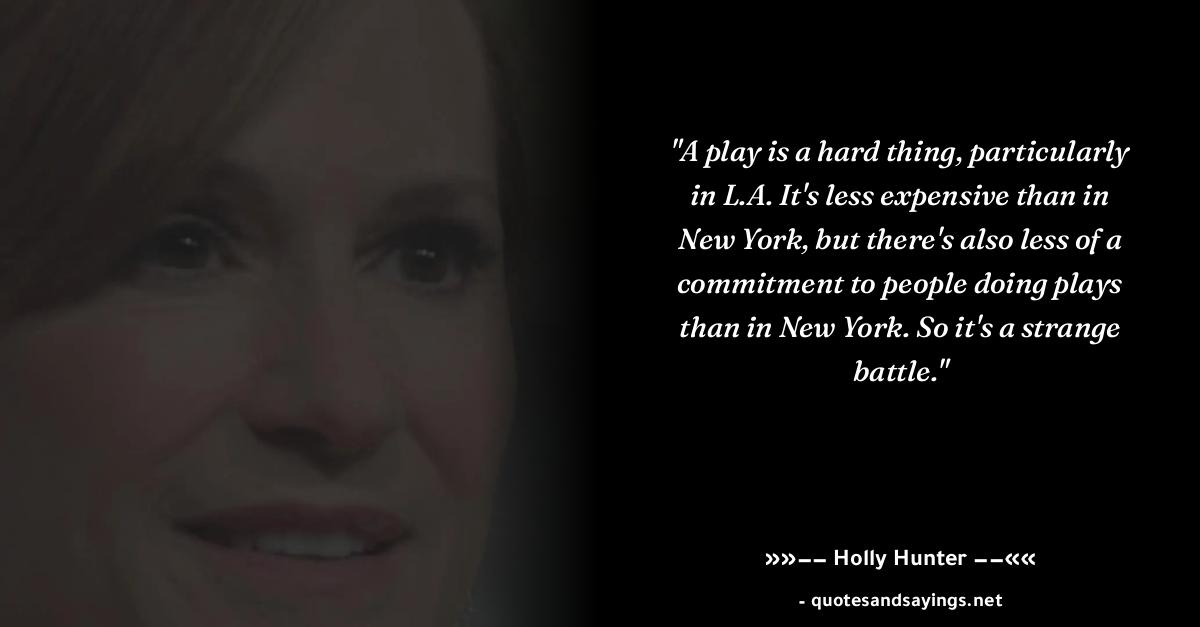 "A play is a hard thing, particularly
in L.A. It's less expensive than in
New York, but there's also less of a
commitment to people doing plays
than in New York. So it's a strange
battle."
»»–– Holly Hunter ––««
- quotesandsayings.net